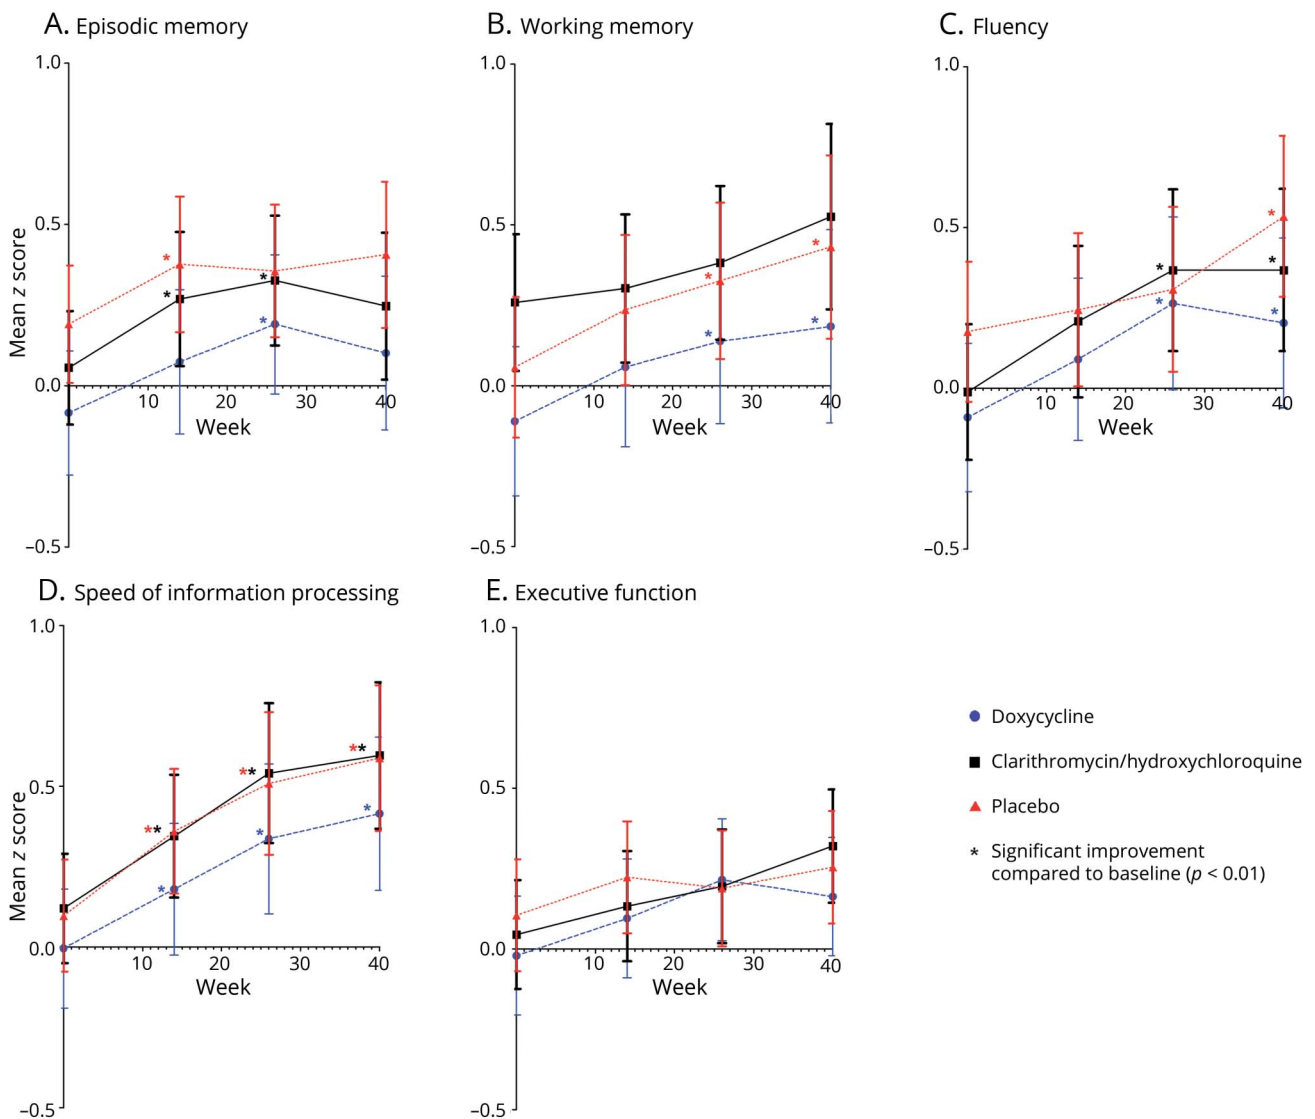 A. Episodic memory
1.0
0.5
0.0
−0.5
Mean z score
10 20 30 40
Week
*
*
*
*
B. Working memory
1.0
0.5
0.0
−0.5
10 20 30 40
Week
*
*
*
*
C. Fluency
1.0
0.5
0.0
−0.5
10 20 30 40
Week
*
*
*
*
*
D. Speed of information processing
1.0
0.5
0.0
−0.5
Mean z score
10 20 30 40
Week
**
*
**
*
**
*
E. Executive function
1.0
0.5
0.0
−0.5
10 20 30 40
Week
Doxycycline
Clarithromycin/hydroxychloroquine
Placebo
* Significant improvement
compared to baseline (p < 0.01)